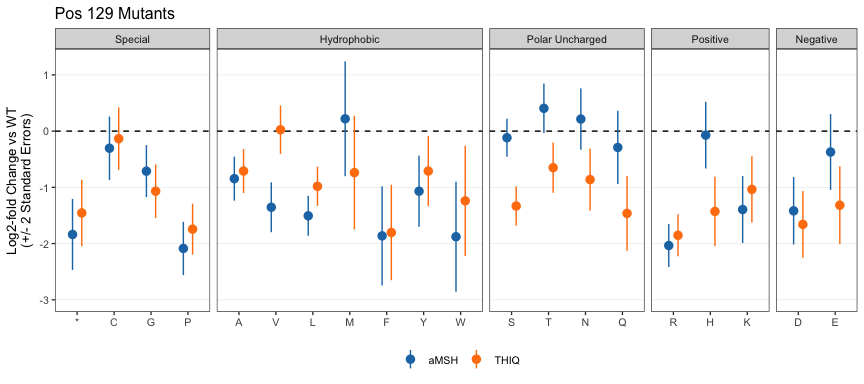 Pos 129 Mutants
Special Hydrophobic Polar Uncharged Positive Negative
Log2-fold Change vs WT
(+/- 2 Standard Errors)
1
0
-1
-2
-3
* C G P A V L M F Y W S T N Q R H K D E
aMSH THIQ